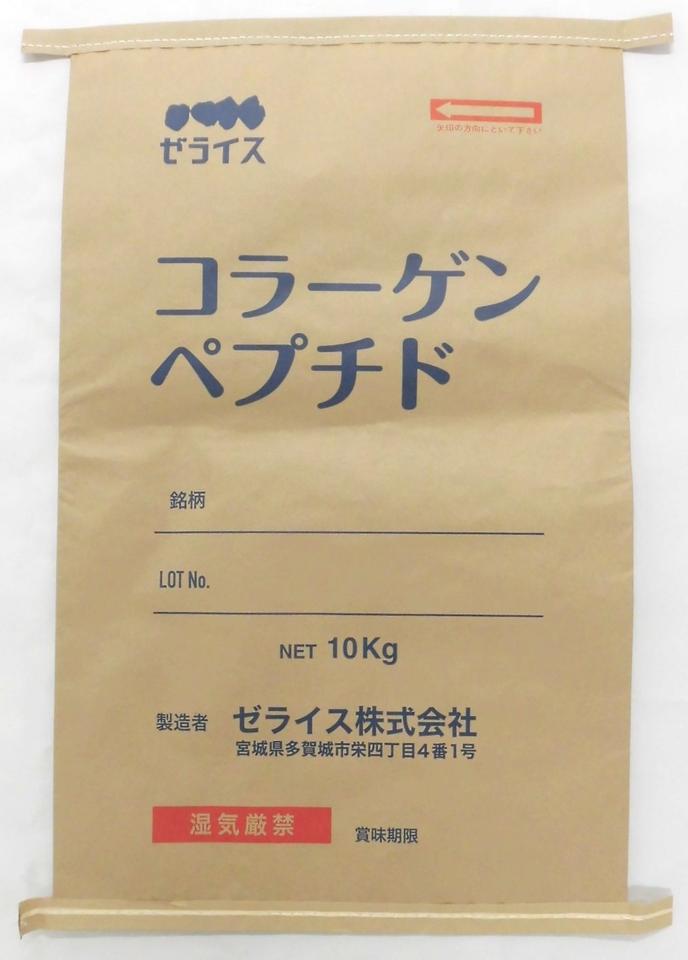 ゼライス
矢印の方向にといて下さい
コラーゲン
ペプチド
銘柄
LOT No.
NET 10Kg
製造者 ゼライス株式会社
宮城県多賀城市栄四丁目4番1号
湿気厳禁 賞味期限